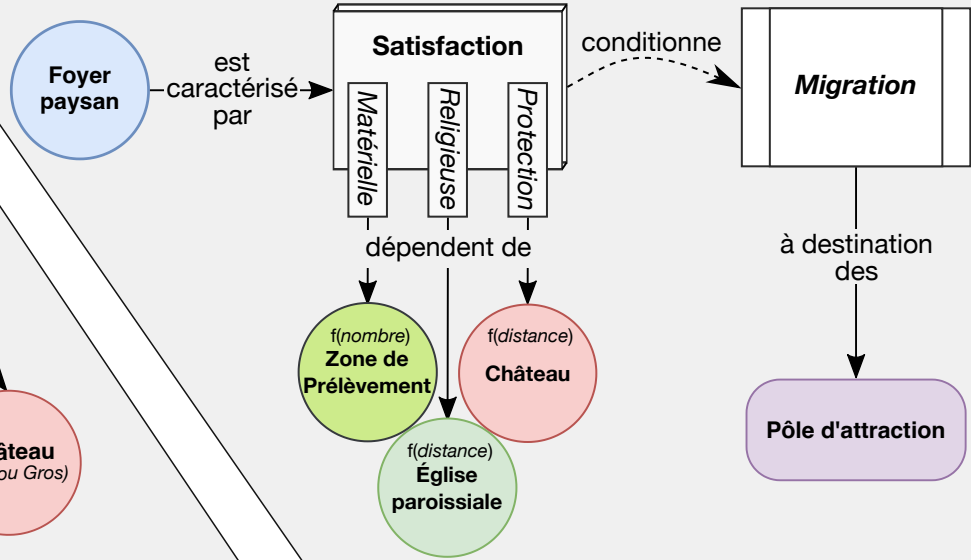 Foyer
paysan
est
caractérisé
par
Satisfaction
Matérielle
Religieuse
Protection
conditionne
Migration
dépendent de
à destination
des
f(nombre)
Zone de
Prélèvement
f(distance)
Château
f(distance)
Église
paroissiale
Pôle d'attraction
âteau
ou Gros)